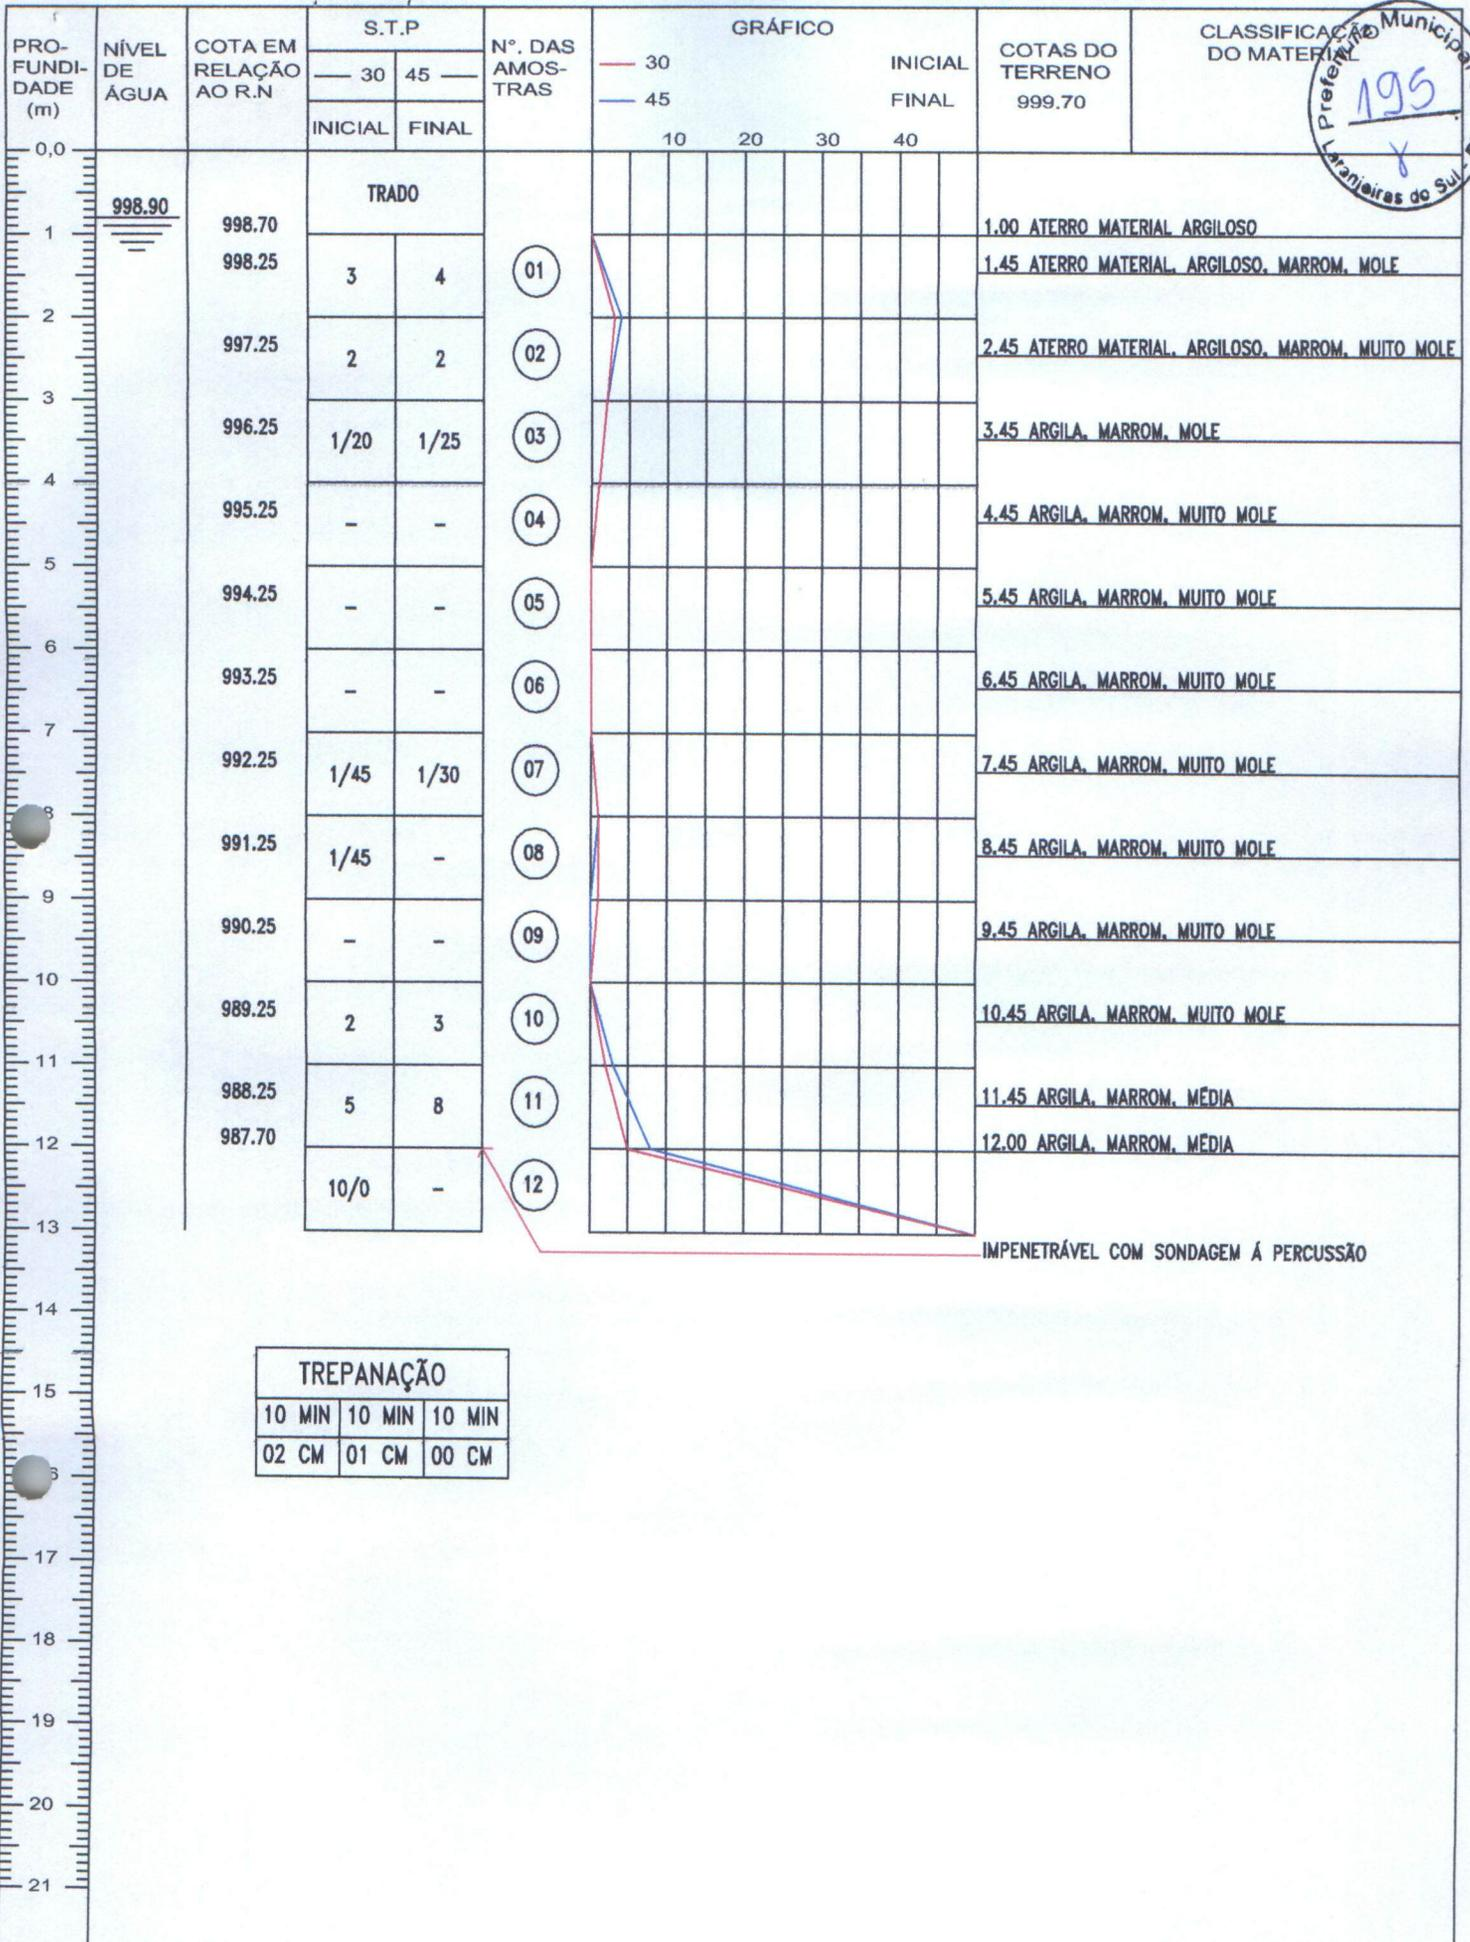 PRO-
FUNDI-
DADE
(m)
NÍVEL
DE
ÁGUA
COTA EM
RELAÇÃO
AO R.N
S.T.P
30 45
INICIAL FINAL
N°. DAS
AMOS-
TRAS
GRÁFICO
30 INICIAL
45 FINAL
10 20 30 40
COTAS DO
TERRENO
999.70
CLASSIFICAÇÃO
DO MATERIAL
Prefeitura Municipal
195
Laranjeiras do Sul
0,0
TRADO
998.90
998.70 1.00 ATERRO MATERIAL ARGILOSO
1
998.25 3 4 01 1.45 ATERRO MATERIAL, ARGILOSO, MARROM, MOLE
2
997.25 2 2 02 2.45 ATERRO MATERIAL, ARGILOSO, MARROM, MUITO MOLE
3
996.25 1/20 1/25 03 3.45 ARGILA, MARROM, MOLE
4
995.25 - - 04 4.45 ARGILA, MARROM, MUITO MOLE
5
994.25 - - 05 5.45 ARGILA, MARROM, MUITO MOLE
6
993.25 - - 06 6.45 ARGILA, MARROM, MUITO MOLE
7
992.25 1/45 1/30 07 7.45 ARGILA, MARROM, MUITO MOLE
8
991.25 1/45 - 08 8.45 ARGILA, MARROM, MUITO MOLE
9
990.25 - - 09 9.45 ARGILA, MARROM, MUITO MOLE
10
989.25 2 3 10 10.45 ARGILA, MARROM, MUITO MOLE
11
988.25 5 8 11 11.45 ARGILA, MARROM, MÉDIA
12
987.70 12.00 ARGILA, MARROM, MÉDIA
10/0 - 12
13
IMPENETRÁVEL COM SONDAGEM Á PERCUSSÃO
14
TREPANAÇÃO
15
10 MIN 10 MIN 10 MIN
02 CM 01 CM 00 CM
17
18
19
20
21